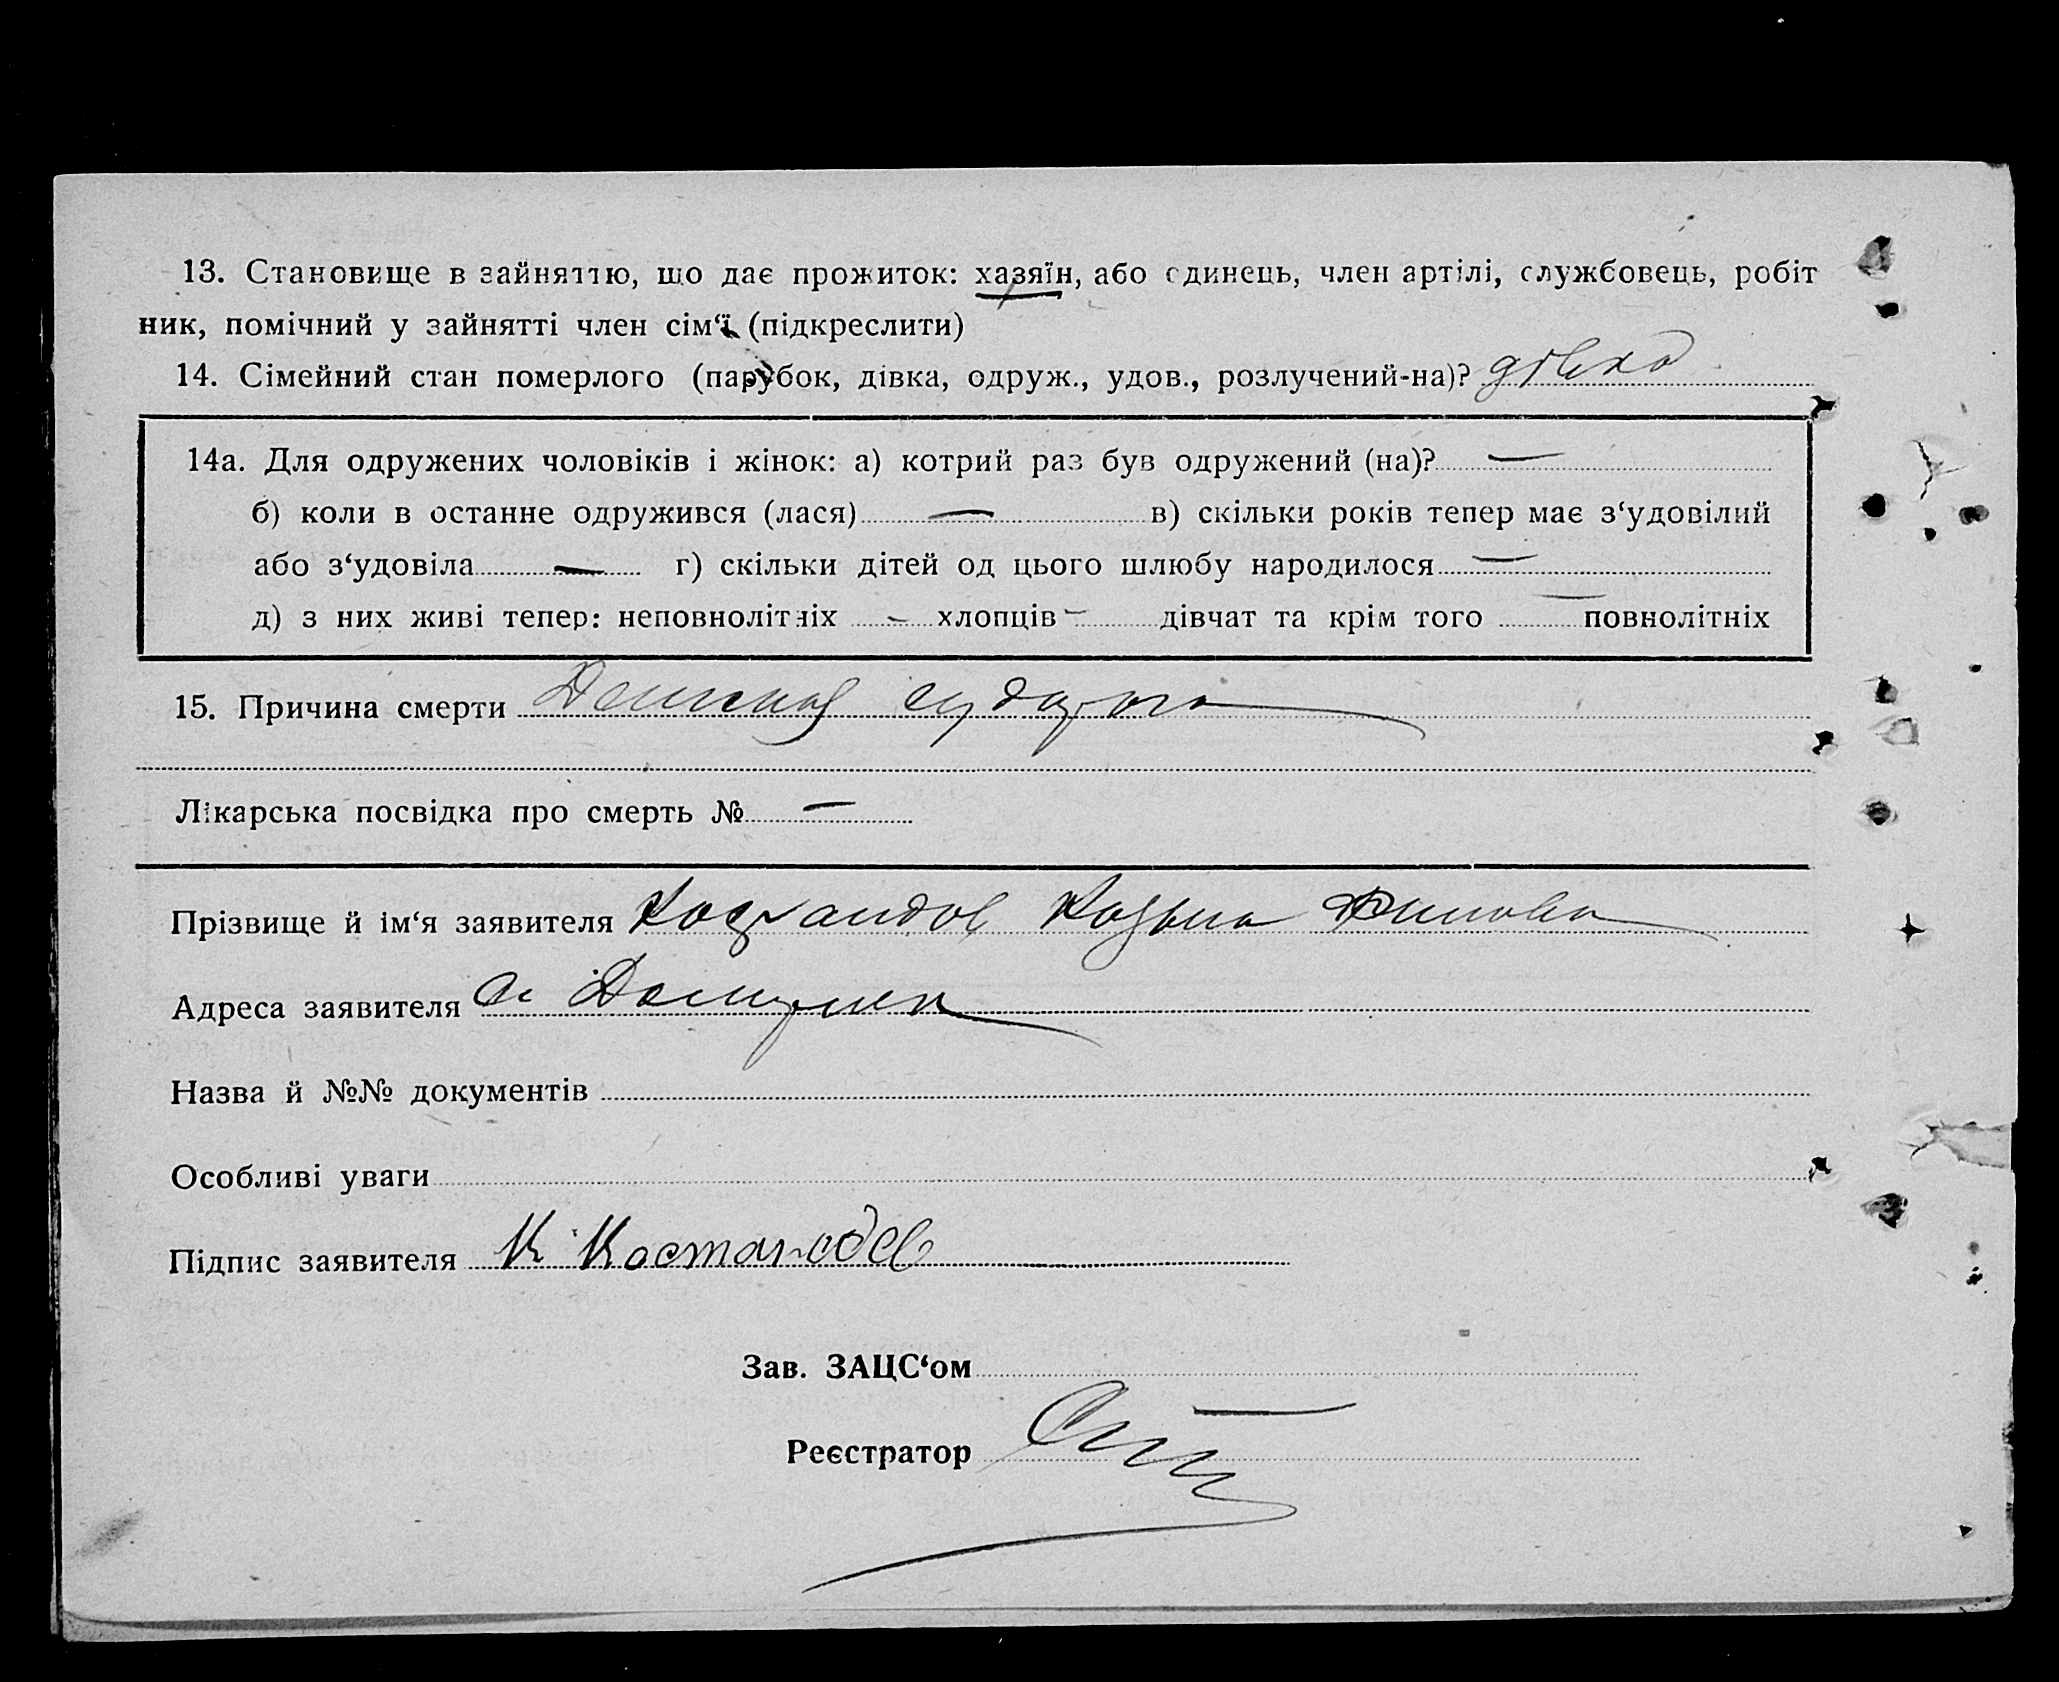 13. Становище в зайняттю, що дає прожиток: хазяїн, або єдинець, член артілі, службовець, робіт
ник, помічний у зайнятті член сім‘ї (підкреслити)
14. Сімейний стан померлого (парубок, дівка, одруж., удов., розлучений-на)? дівка
14а. Для одружених чоловіків і жінок: а) котрий раз був одружений (на)? —
б) коли в останне одружився (лася) — в) скільки років тепер має з‘удовілий
або з‘удовіла — г) скільки дітей од цього шлюбу народилося —
д) з них живі тепер: неповнолітніх - хлопців - дівчат та крім того — повнолітніх
15. Причина смерти
Лікарська посвідка про смерть № —
Прізвище й ім‘я заявителя
Адреса заявителя
Назва й №№ документів
Особливі уваги
Підпис заявителя К
Зав. ЗАЦС‘ом
Реєстратор